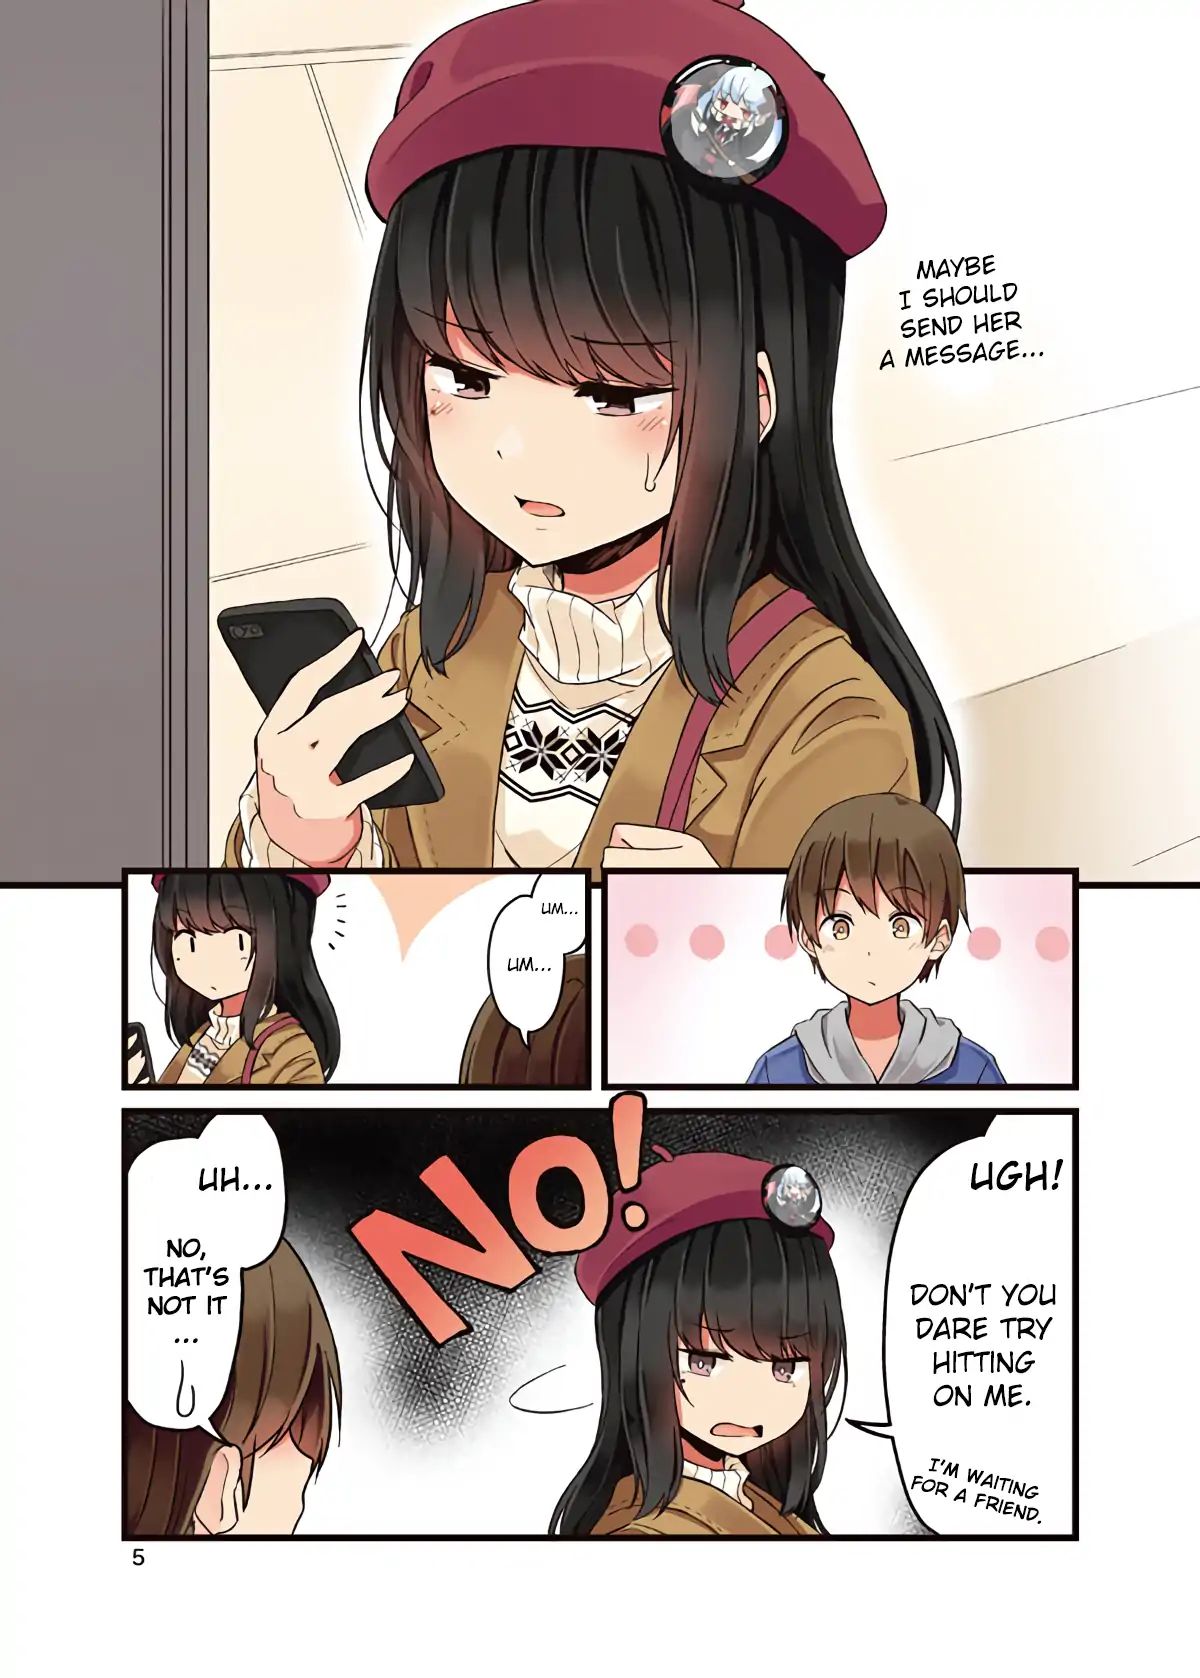 MAYBE
I SHOULD
SEND HER
A MESSAGE...
UM...
UM...
NO!
UGH!
DON'T YOU
DARE TRY
HITTING
ON ME.
I'M WAITING
FOR A FRIEND.
UH...
NO,
THAT'S
NOT IT
...
5